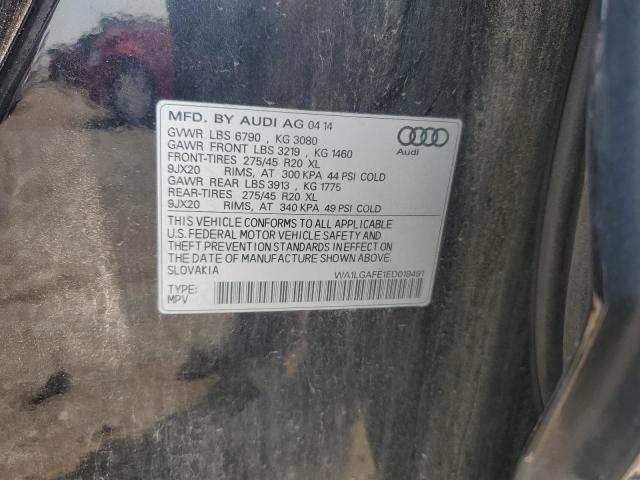 MFD. BY AUDI AG 04 14
GVWR LBS 6790 , KG 3080
GAWR FRONT LBS 3219 , KG 1460
FRONT-TIRES 275/45 R20 XL
9JX20 RIMS, AT 300 KPA 44 PSI COLD
GAWR REAR LBS 3913 , KG 1775
REAR-TIRES 275/45 R20 XL
9JX20 RIMS, AT 340 KPA 49 PSI COLD
Audi
THIS VEHICLE CONFORMS TO ALL APPLICABLE
U.S. FEDERAL MOTOR VEHICLE SAFETY AND
THEFT PREVENTION STANDARDS IN EFFECT ON
THE DATE OF MANUFACTURE SHOWN ABOVE.
SLOVAKIA
WA1LGAFE1ED019491
TYPE:
MPV